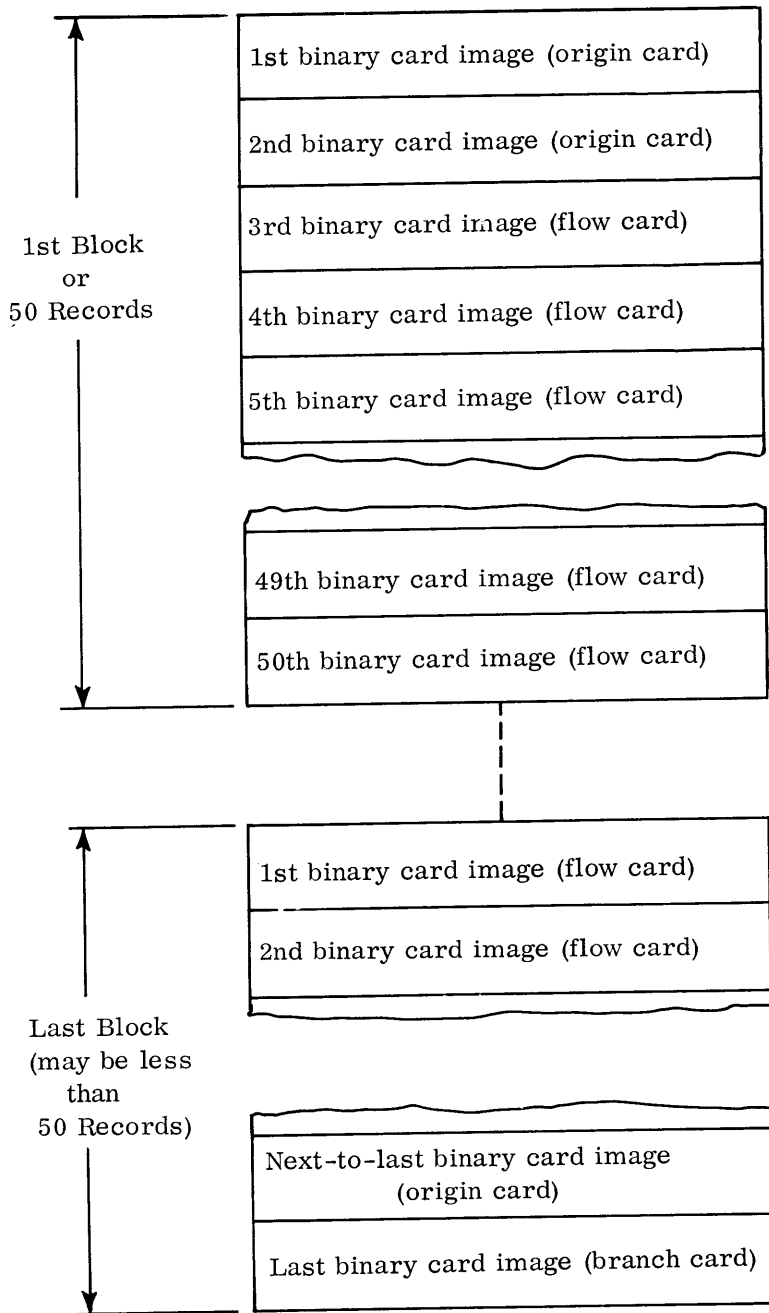 1st binary card image (origin card)
2nd binary card image (origin card)
3rd binary card image (flow card)
4th binary card image (flow card)
5th binary card image (flow card)
1st Block
or
50 Records
49th binary card image (flow card)
50th binary card image (flow card)
1st binary card image (flow card)
2nd binary card image (flow card)
Last Block
(may be less
than
50 Records)
Next-to-last binary card image
(origin card)
Last binary card image (branch card)